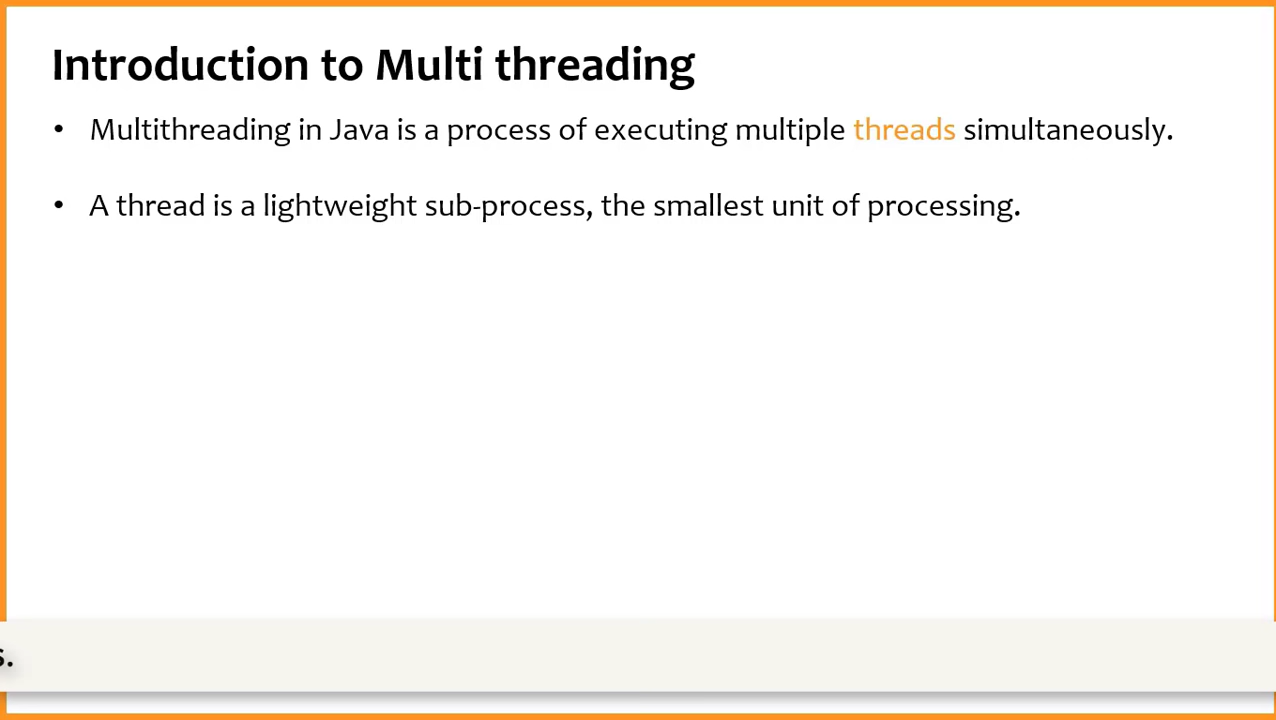 Introduction to Multi threading
• Multithreading in Java is a process of executing multiple threads simultaneously.
• A thread is a lightweight sub-process, the smallest unit of processing.
s.